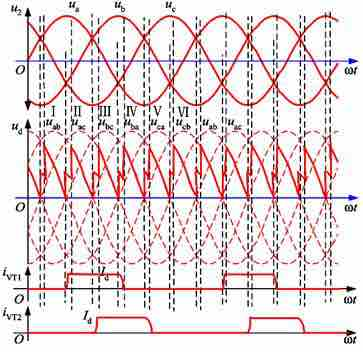 u2 ua ub uc
O ωt
I II III IV V VI
ud uab uac ubc uba uca ucb uab uac
O ωt
iVT1 Id
O ωt
iVT2 Id
O ωt